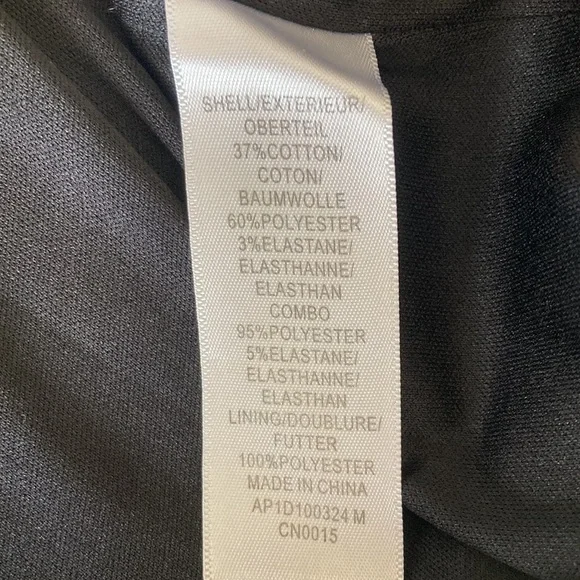 SHELL/EXTERIEUR/
OBERTEIL
37%COTTON/
COTON/
BAUMWOLLE
60%POLYESTER
3%ELASTANE/
ELASTHANNE/
ELASTHAN
COMBO
95%POLYESTER
5%ELASTANE/
ELASTHANNE/
ELASTHAN
LINING/DOUBLURE/
FUTTER
100%POLYESTER
MADE IN CHINA
AP1D100324 M
CN0015